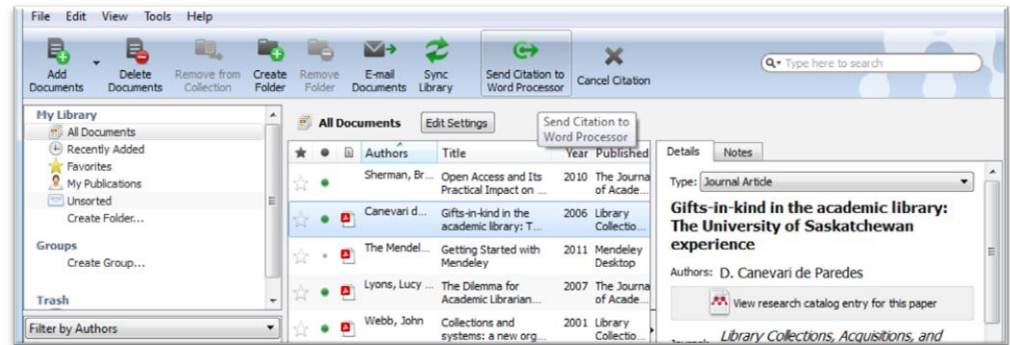 File Edit View Tools Help
Add Documents
Delete Documents
Remove from Collection
Create Folder
Remove Folder
E-mail Documents
Sync Library
Send Citation to Word Processor
Cancel Citation
Type here to search
My Library
All Documents
Recently Added
Favorites
My Publications
Unsorted
Create Folder...
Groups
Create Group...
Trash
Filter by Authors
All Documents Edit Settings
Send Citation to
Word Processor
Authors Title Year Published
Sherman, Br... Open Access and Its 2010 The Journa
Practical Impact on ... of Acade...
Canevari d... Gifts-in-kind in the 2006 Library
academic library: T... Collectio...
The Mendel... Getting Started with 2011 Mendeley
Mendeley Desktop
Lyons, Lucy ... The Dilemma for 2007 The Journa
Academic Librarian... of Acade...
Webb, John Collections and 2001 Library
systems: a new org... Collectio...
Details Notes
Type: Journal Article
Gifts-in-kind in the academic library:
The University of Saskatchewan
experience
Authors: D. Canevari de Paredes
View research catalog entry for this paper
Library Collections, Acquisitions, and